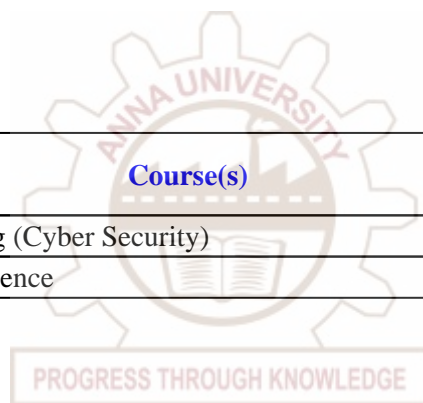 ANNA UNIVERSITY
Course(s)
g (Cyber Security)
ence
PROGRESS THROUGH KNOWLEDGE